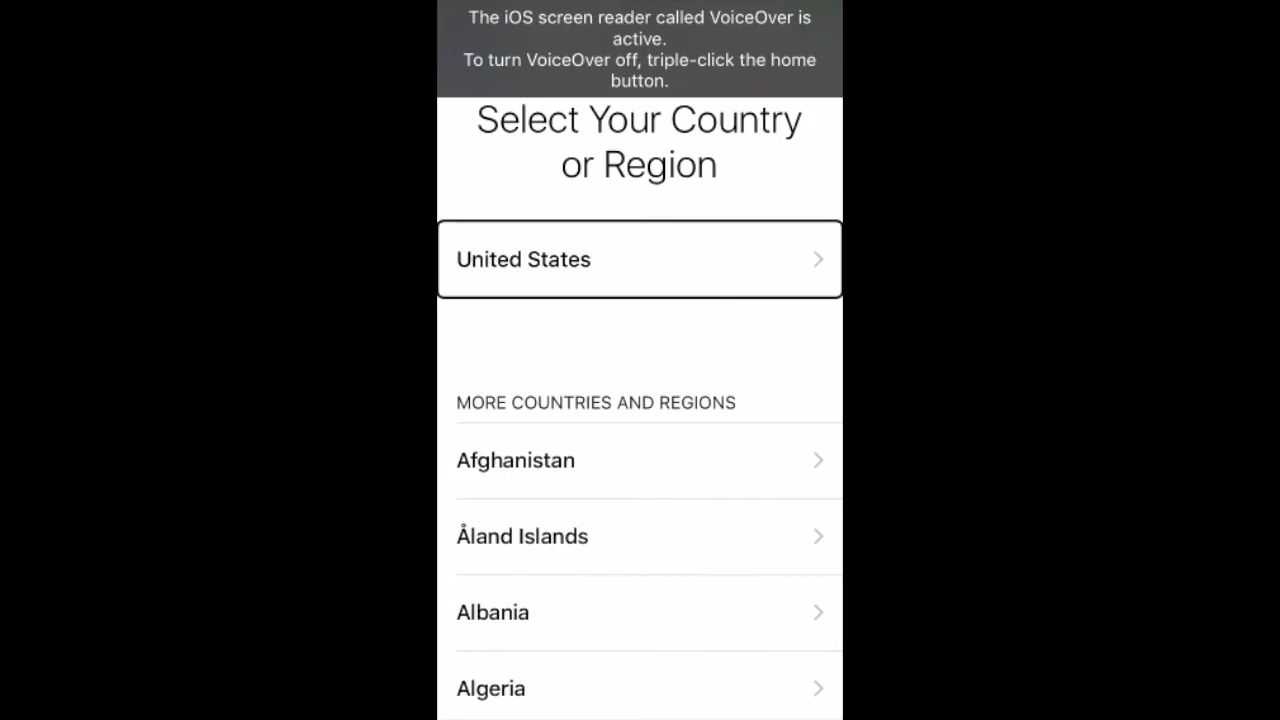 The iOS screen reader called VoiceOver is
active.
To turn VoiceOver off, triple-click the home
button.
Select Your Country
or Region
United States
MORE COUNTRIES AND REGIONS
Afghanistan
Åland Islands
Albania
Algeria